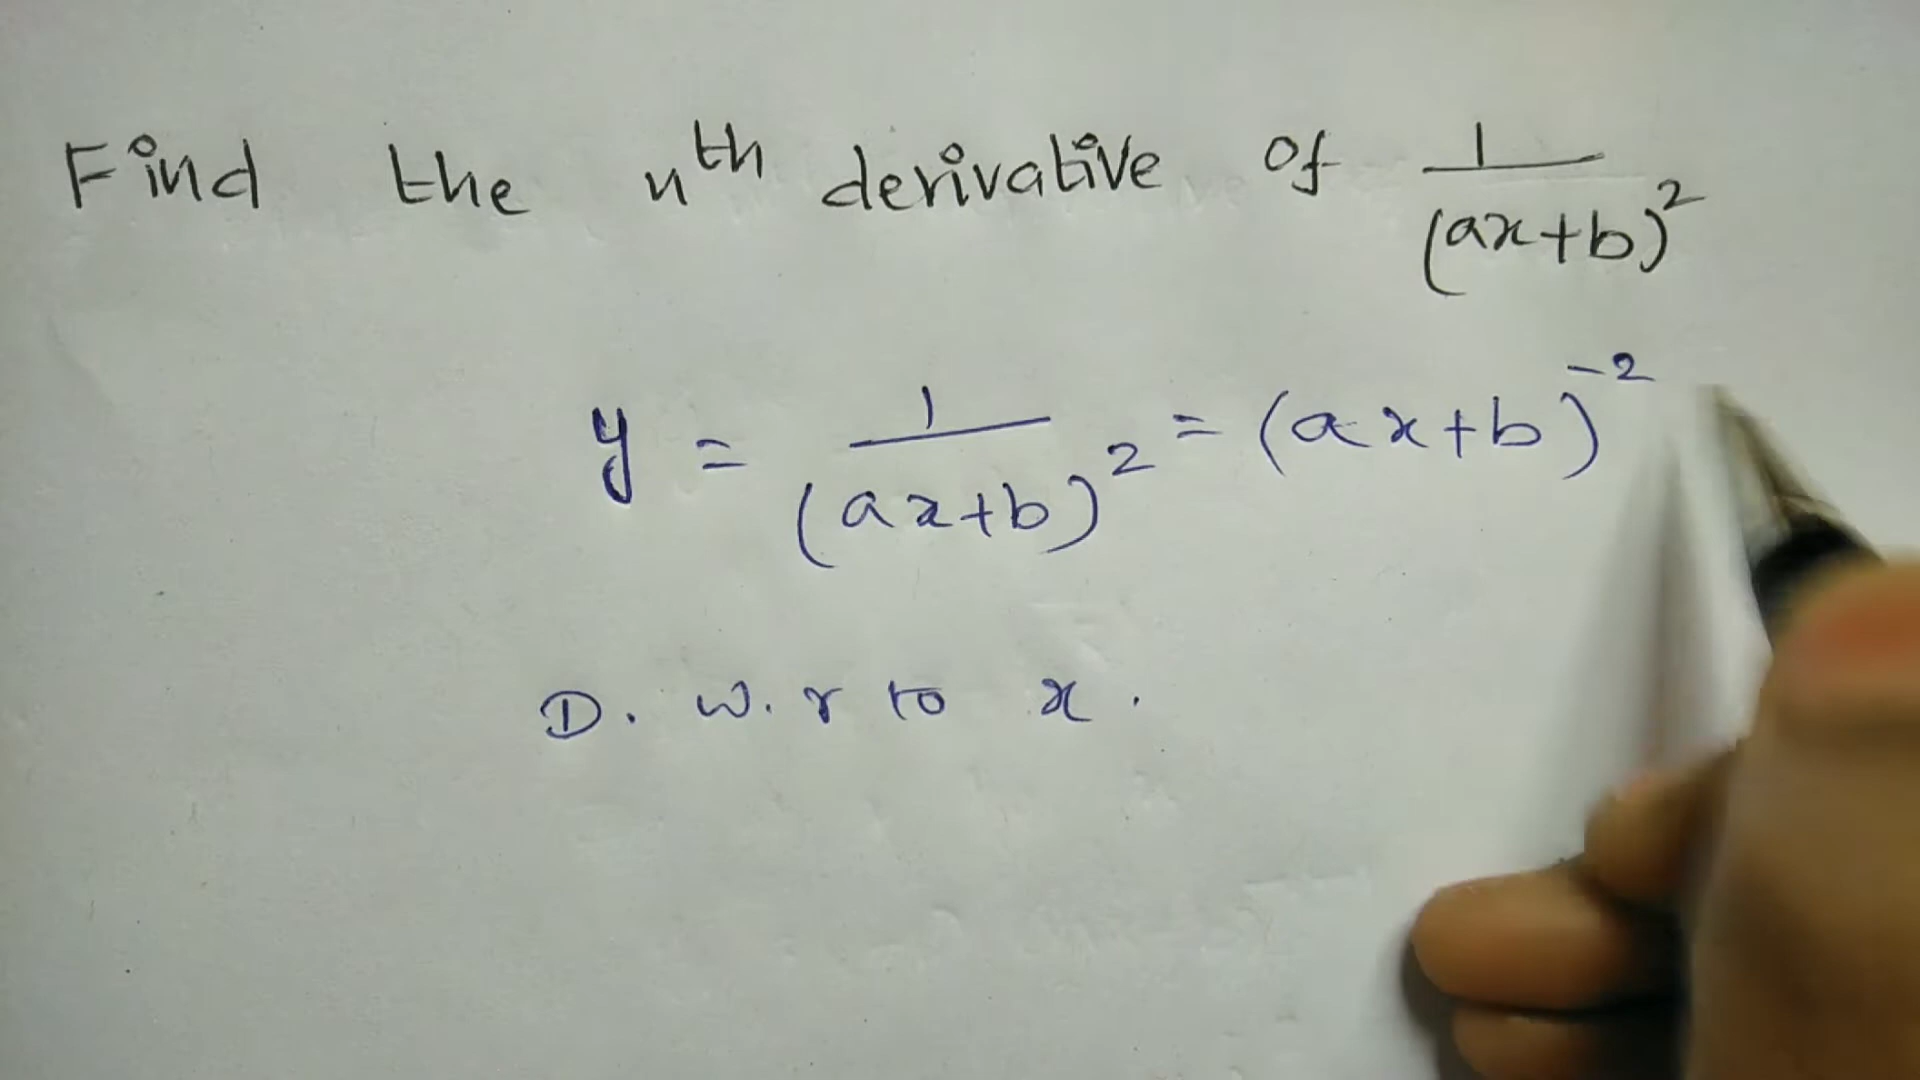 Find the nth derivative of 1/(ax+b)²
y = 1/(ax+b)² = (ax+b)⁻²
D. w. r to x.